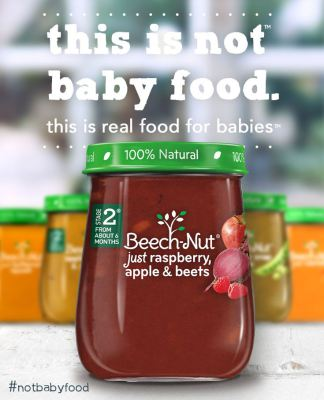 this is not™
baby food.
this is real food for babies™
100% Natural
STAGE 2®
FROM
ABOUT 6
MONTHS
Beech-Nut®
just raspberry,
apple & beets
#notbabyfood